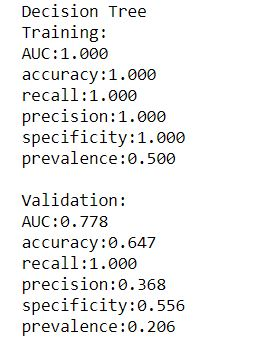 Decision Tree
Training:
AUC:1.000
accuracy:1.000
recall:1.000
precision:1.000
specificity:1.000
prevalence:0.500

Validation:
AUC:0.778
accuracy:0.647
recall:1.000
precision:0.368
specificity:0.556
prevalence:0.206